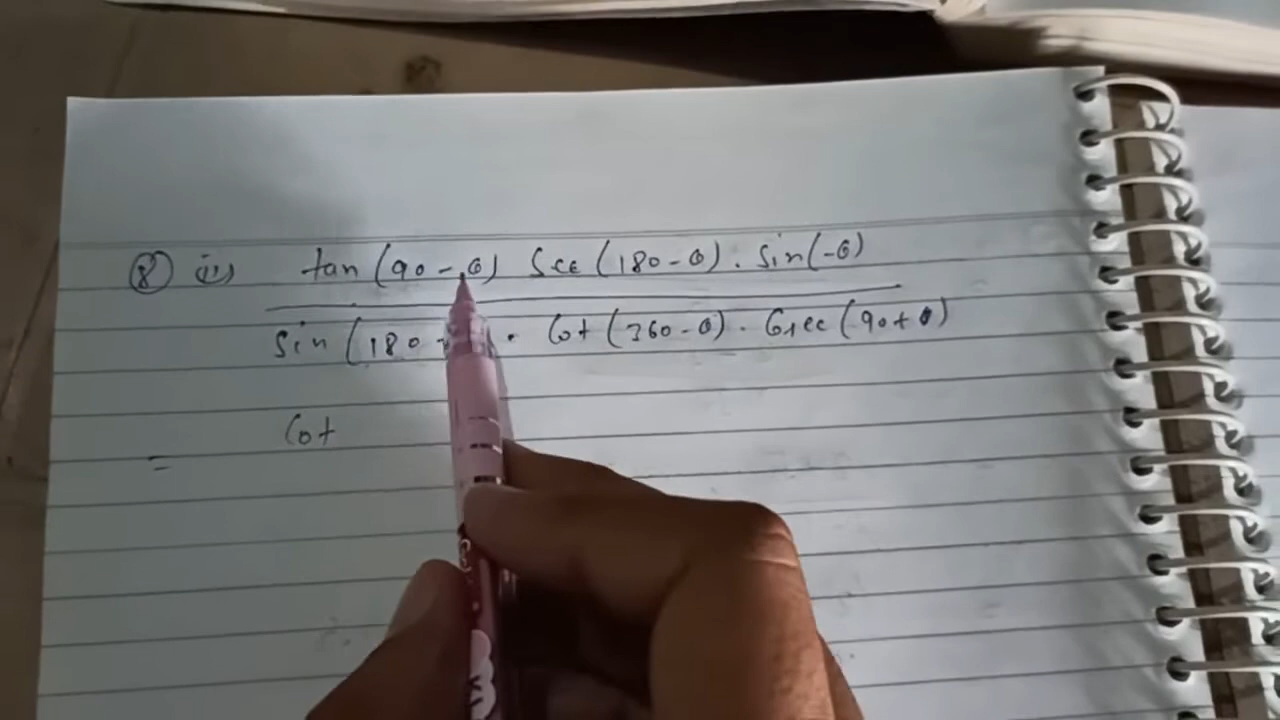 ⑧ ii) tan (90-θ) Sec (180-θ) . Sin(-θ)
Sin (180 . Cot (360-θ) . Cosec (90+θ)
= Cot